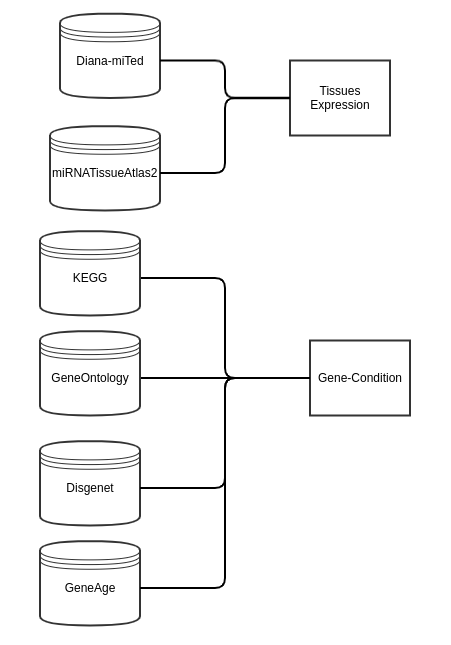 Diana-miTed
Tissues
Expression
miRNATissueAtlas2
KEGG
GeneOntology
Gene-Condition
Disgenet
GeneAge